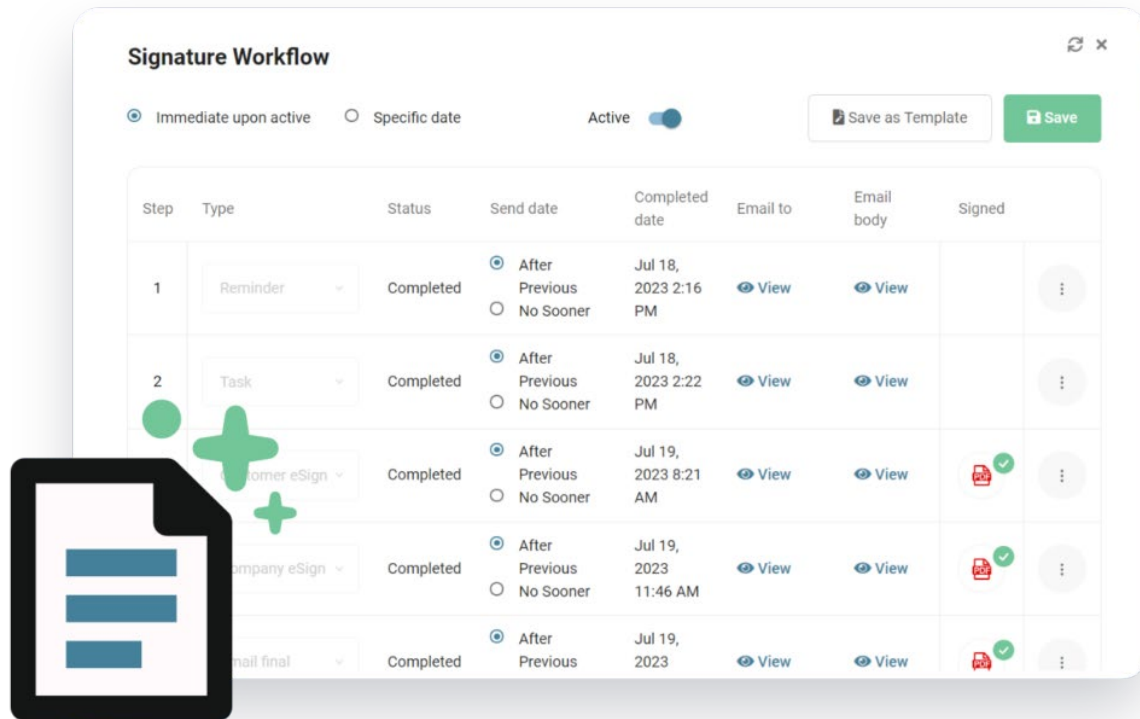 Signature Workflow
Immediate upon active
Specific date
Active
Save as Template
Save
Step
Type
Status
Send date
Completed
date
Email to
Email
body
Signed
1
Reminder
Completed
After
Previous
No Sooner
Jul 18,
2023 2:16
PM
View
View
2
Task
Completed
After
Previous
No Sooner
Jul 18,
2023 2:22
PM
View
View
eSign
Completed
After
Previous
No Sooner
Jul 19,
2023 8:21
AM
View
View
PDF
eSign
Completed
After
Previous
No Sooner
Jul 19,
2023
11:46 AM
View
View
PDF
final
Completed
After
Previous
Jul 19,
2023
View
View
PDF